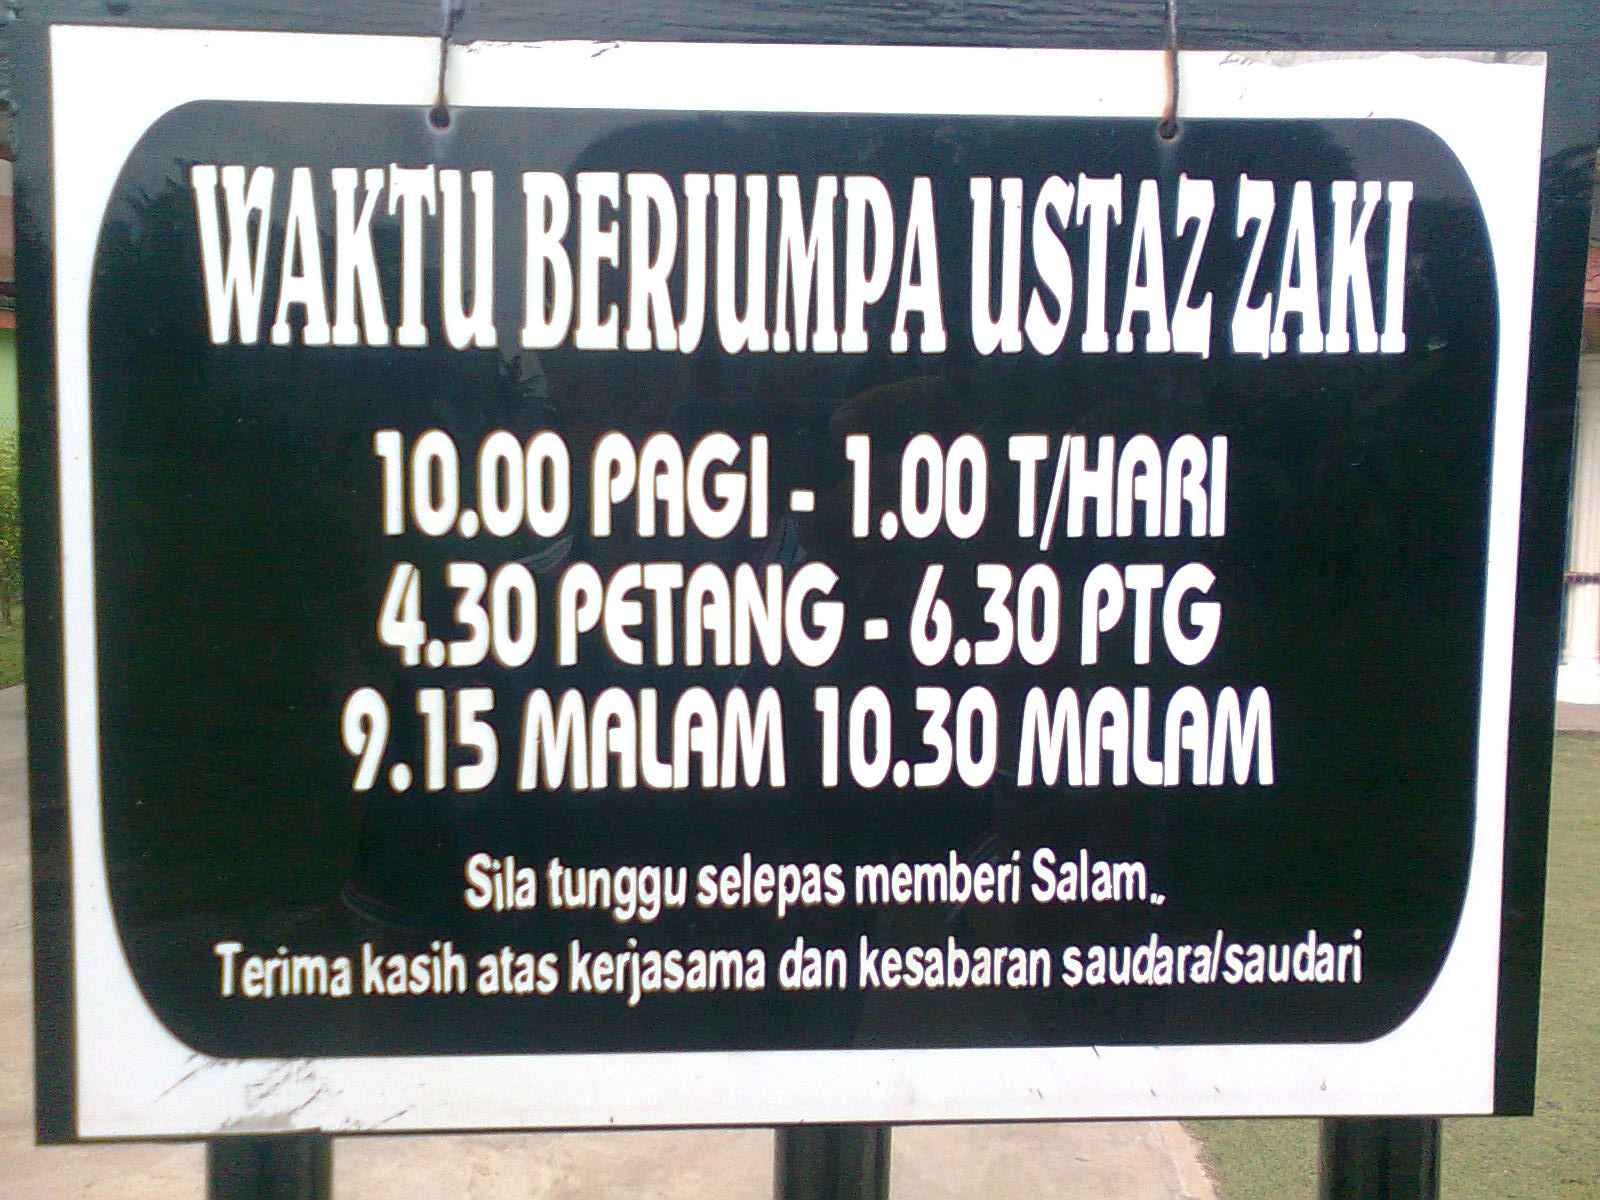 WAKTU BERJUMPA USTAZ ZAKI
10.00 PAGI - 1.00 T/HARI
4.30 PETANG - 6.30 PTG
9.15 MALAM 10.30 MALAM
Sila tunggu selepas memberi Salam..
Terima kasih atas kerjasama dan kesabaran saudara/saudari